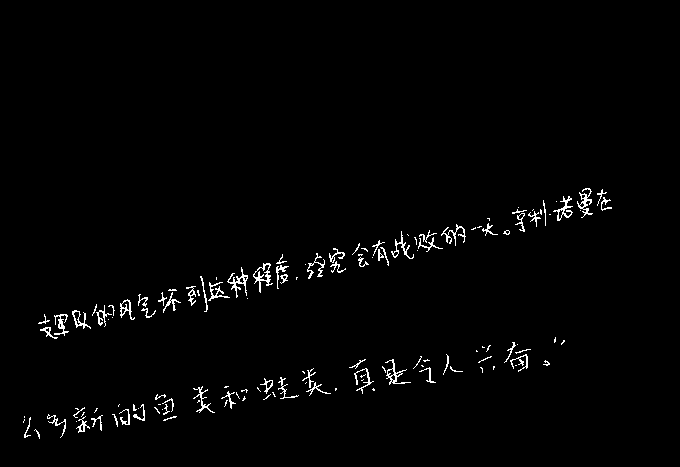 支军队的风气坏到这种程度，终究会有战败的一天。亨利·诺曼在
么多新的鱼类和蛙类，真是令人兴奋。”